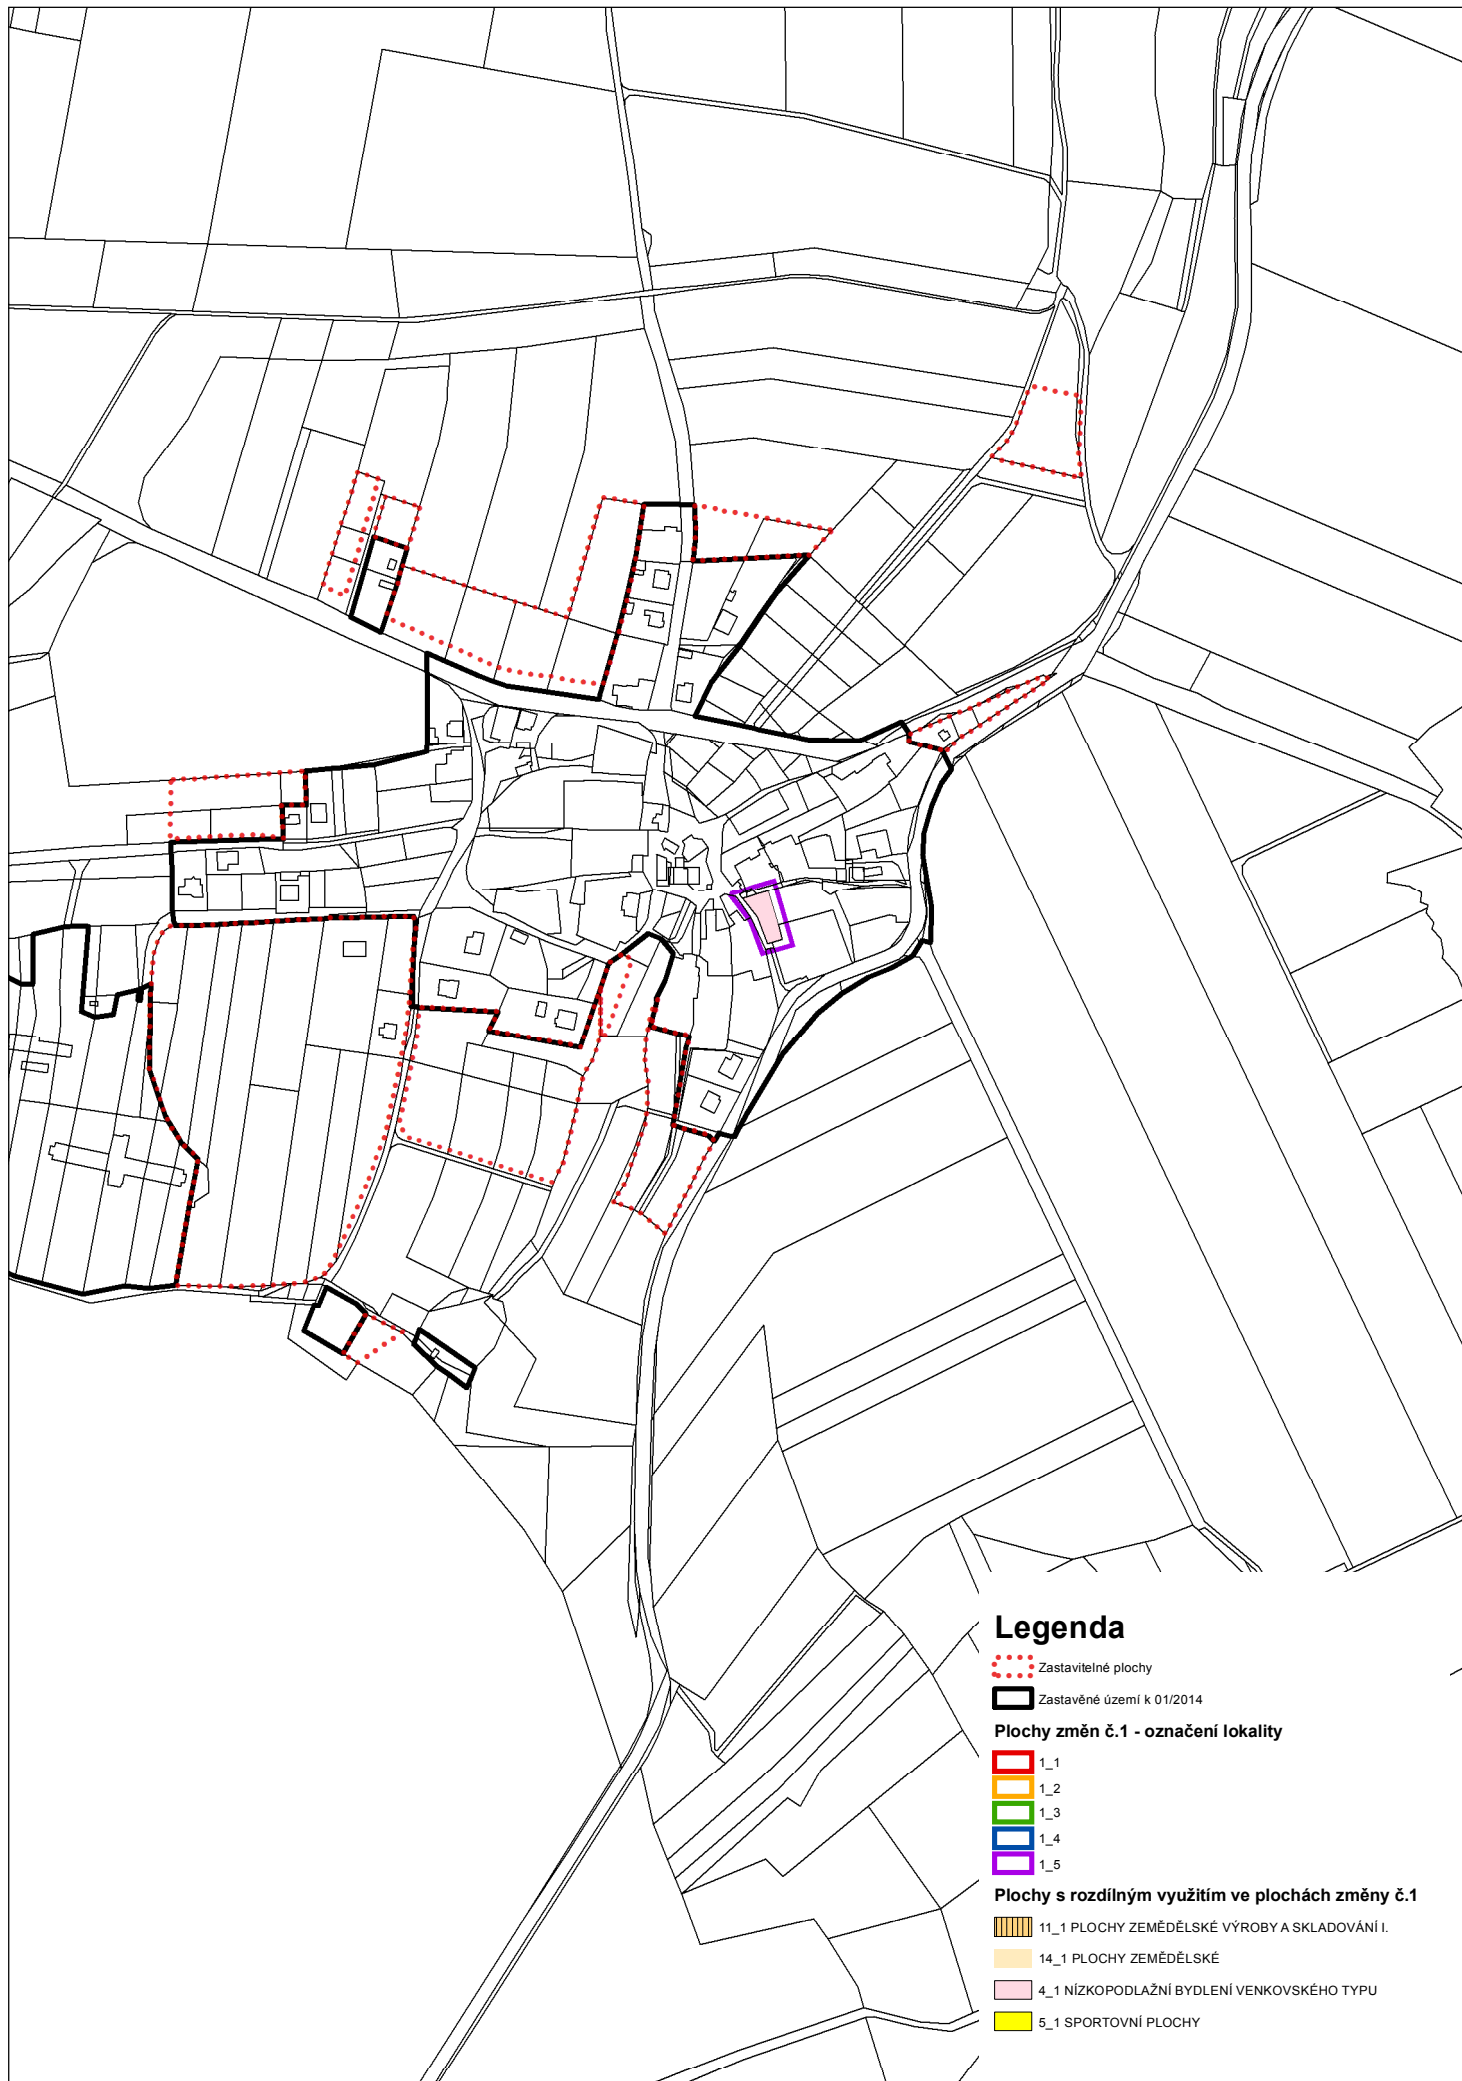 Legenda
Zastavitelné plochy
Zastavěné území k 01/2014
Plochy změn č.1 - označení lokality
1_1
1_2
1_3
1_4
1_5
Plochy s rozdílným využitím ve plochách změny č.1
11_1 PLOCHY ZEMĚDĚLSKÉ VÝROBY A SKLADOVÁNÍ I.
14_1 PLOCHY ZEMĚDĚLSKÉ
4_1 NÍZKOPODLAŽNÍ BYDLENÍ VENKOVSKÉHO TYPU
5_1 SPORTOVNÍ PLOCHY